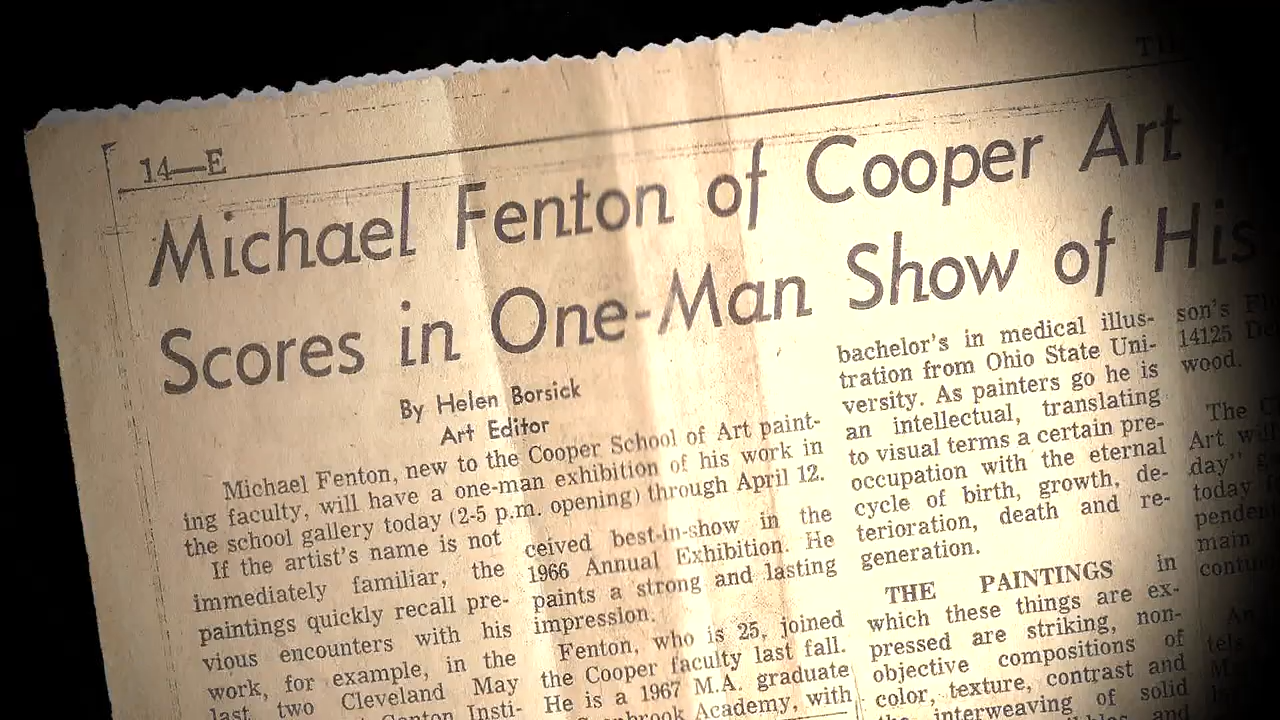 14—E
Michael Fenton of Cooper Art
Scores in One-Man Show of His
By Helen Borsick
Art Editor
Michael Fenton, new to the Cooper School of Art paint-
ing faculty, will have a one-man exhibition of his work in
the school gallery today (2-5 p.m. opening) through April 12.
If the artist's name is not
immediately familiar, the
paintings quickly recall pre-
vious encounters with his
work, for example, in the
last two Cleveland May
Insti-
ceived best-in-show in the
1966 Annual Exhibition. He
paints a strong and lasting
impression.
Fenton, who is 25, joined
the Cooper faculty last fall.
He is a 1967 M.A. graduate
Academy, with
bachelor's in medical illus-
tration from Ohio State Uni-
versity. As painters go he is
an intellectual, translating
to visual terms a certain pre-
occupation with the eternal
cycle of birth, growth, de-
terioration, death and re-
generation.
THE PAINTINGS in
which these things are ex-
pressed are striking, non-
objective compositions of
color, texture, contrast and
the interweaving of solid
and
son's
14125
wood.
The
Art
day"
today
main